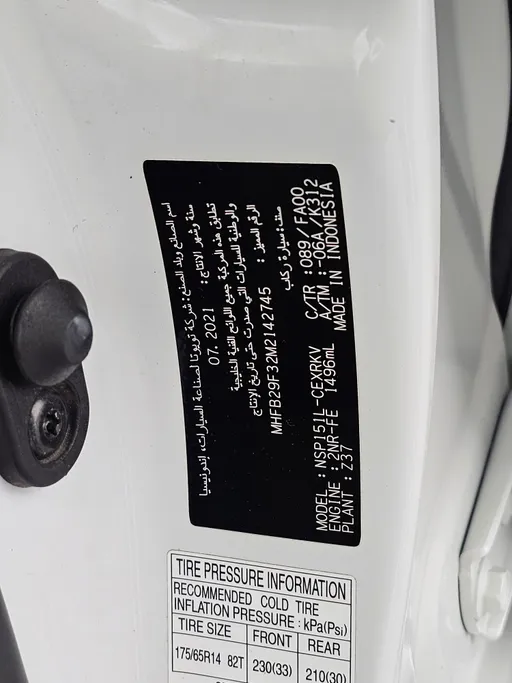 اسم الصانع وبلد الصنع: شركة تويوتا لصناعة السيارات، إندونيسيا
سنة وشهر الإنتاج: 07. 2021
تطابق هذه المركبة جميع اللوائح الفنية الخليجية
والوطنية للسيارات التي صدرت حتى تاريخ الإنتاج
الرقم المميز : MHFB29F32M2142745
صنف: سيارة ركاب
MODEL : NSP151L-CEXRKV C/TR :089/FA00
ENGINE : 2NR-FE 1496mL A/TM :-06A/K312
PLANT : Z37 MADE IN INDONESIA
TIRE PRESSURE INFORMATION
RECOMMENDED COLD TIRE
INFLATION PRESSURE : kPa(Psi)
TIRE SIZE FRONT REAR
175/65R14 82T 230(33) 210(30)